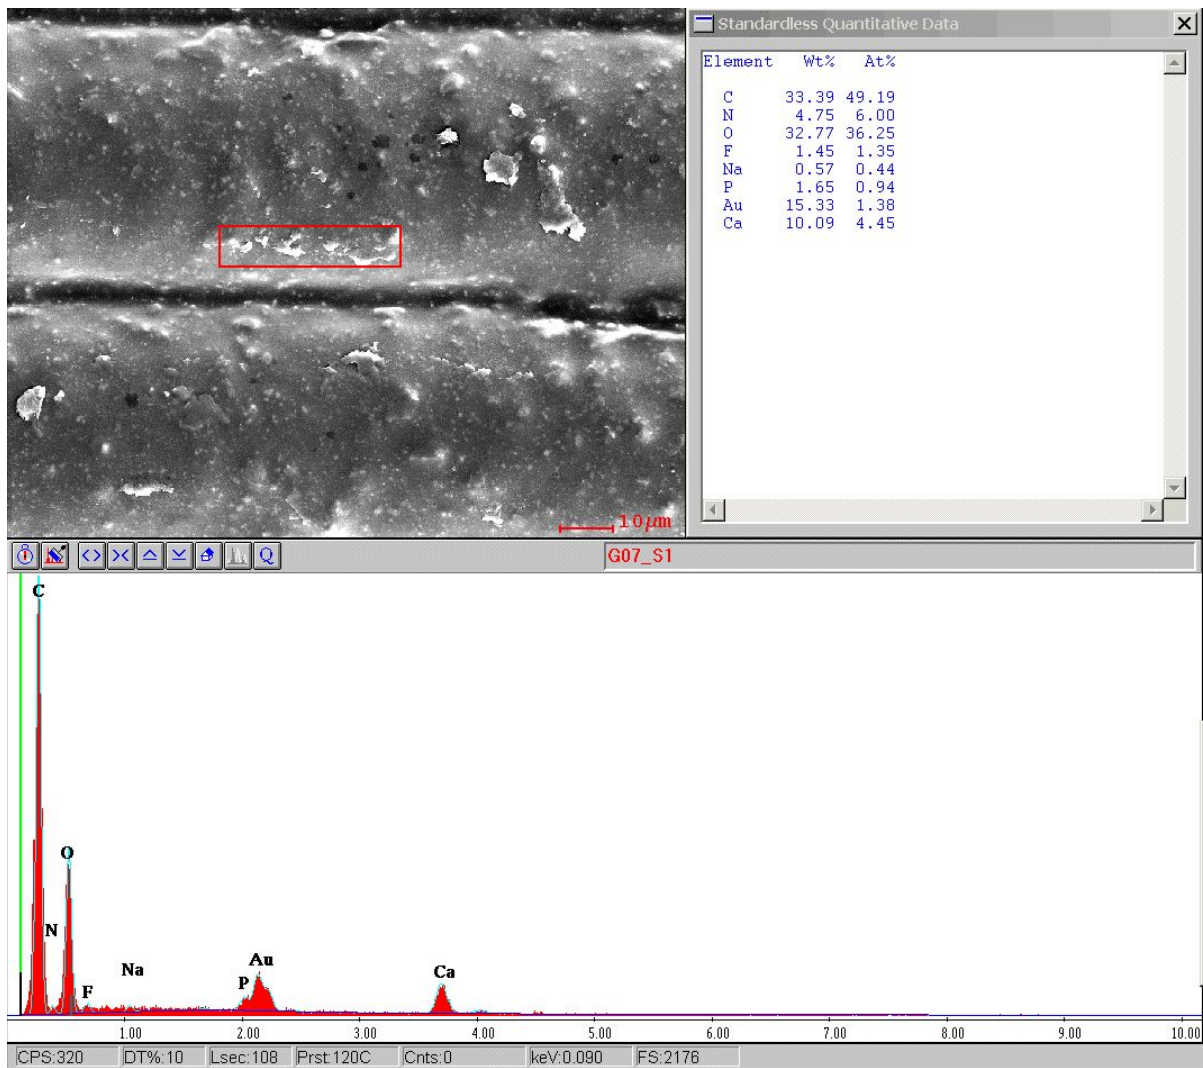 Standardless Quantitative Data
Element Wt% At%
C 33.39 49.19
N 4.75 6.00
O 32.77 36.25
F 1.45 1.35
Na 0.57 0.44
P 1.65 0.94
Au 15.33 1.38
Ca 10.09 4.45
10µm
Q
G07_S1
C
O
N
F
Na
P
Au
Ca
1.00 2.00 3.00 4.00 5.00 6.00 7.00 8.00 9.00 10.00
CPS:320 DT%:10 Lsec:108 Prst:120C Cnts:0 keV:0.090 FS:2176